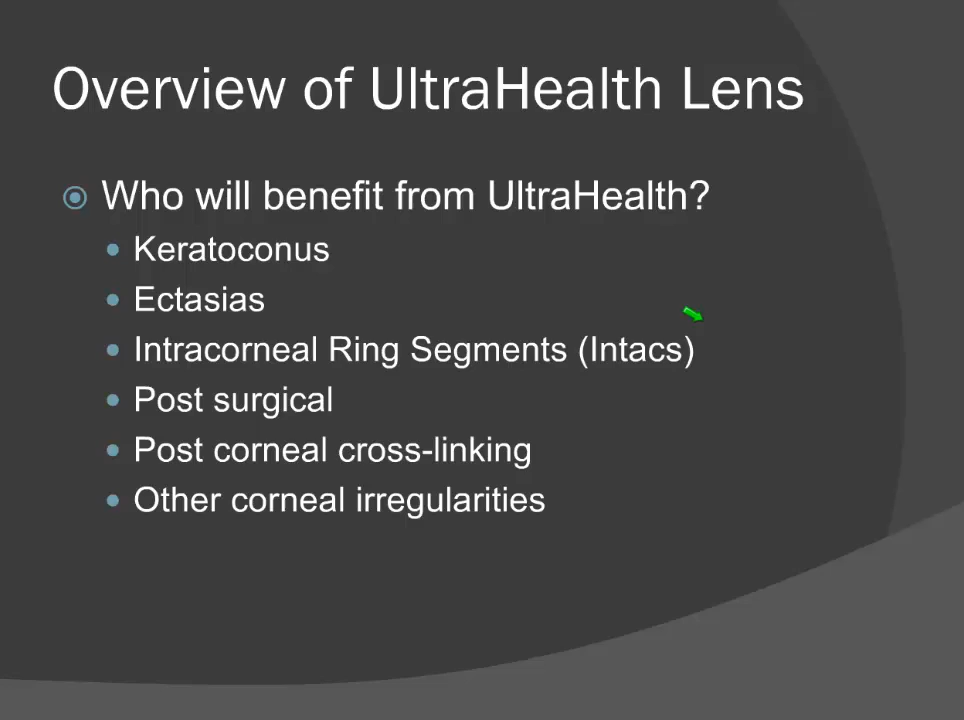 Overview of UltraHealth Lens
Who will benefit from UltraHealth?
Keratoconus
Ectasias
Intracorneal Ring Segments (Intacs)
Post surgical
Post corneal cross-linking
Other corneal irregularities